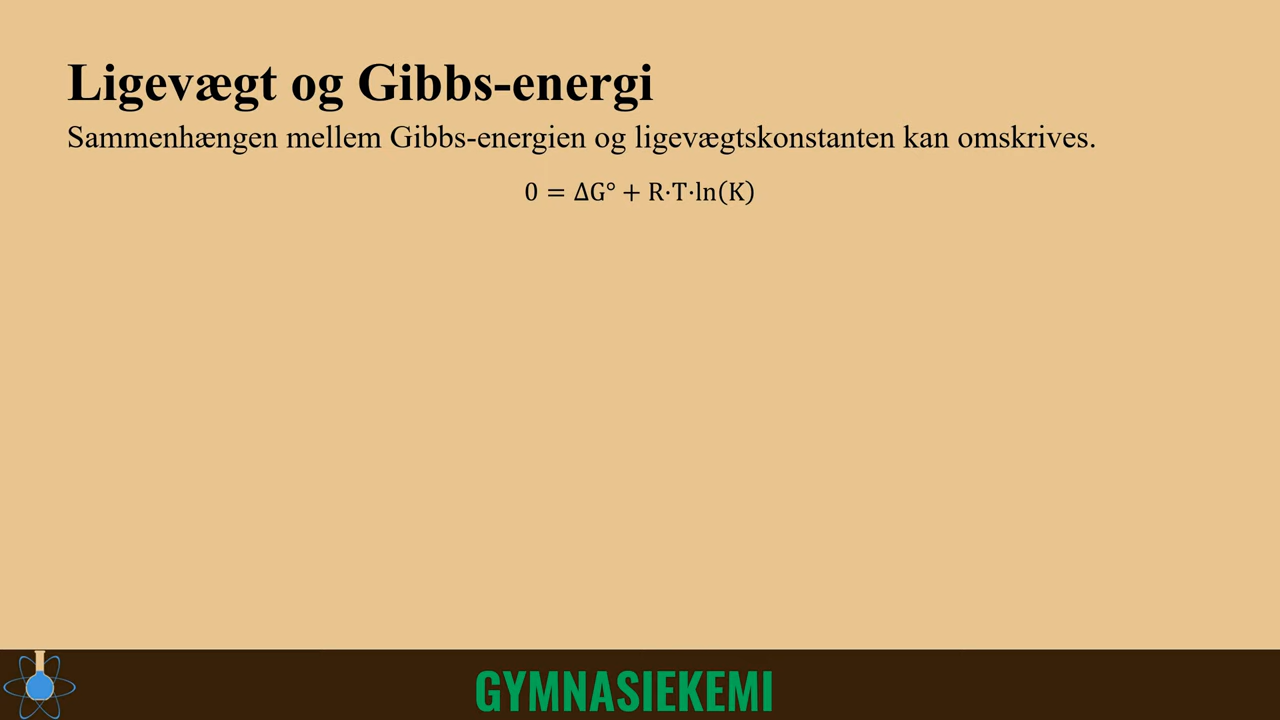 Ligevægt og Gibbs-energi
Sammenhængen mellem Gibbs-energien og ligevægtskonstanten kan omskrives.
0 = ΔG° + R·T·ln(K)
GYMNASIEKEMI